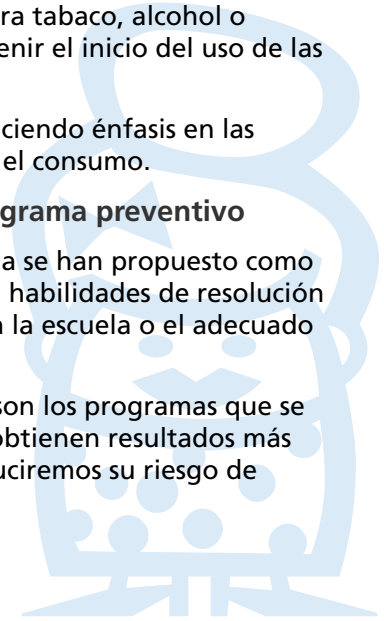 ra tabaco, alcohol o
enir el inicio del uso de las
ciendo énfasis en las
el consumo.
grama preventivo
a se han propuesto como
habilidades de resolución
la escuela o el adecuado
son los programas que se
obtienen resultados más
uciremos su riesgo de